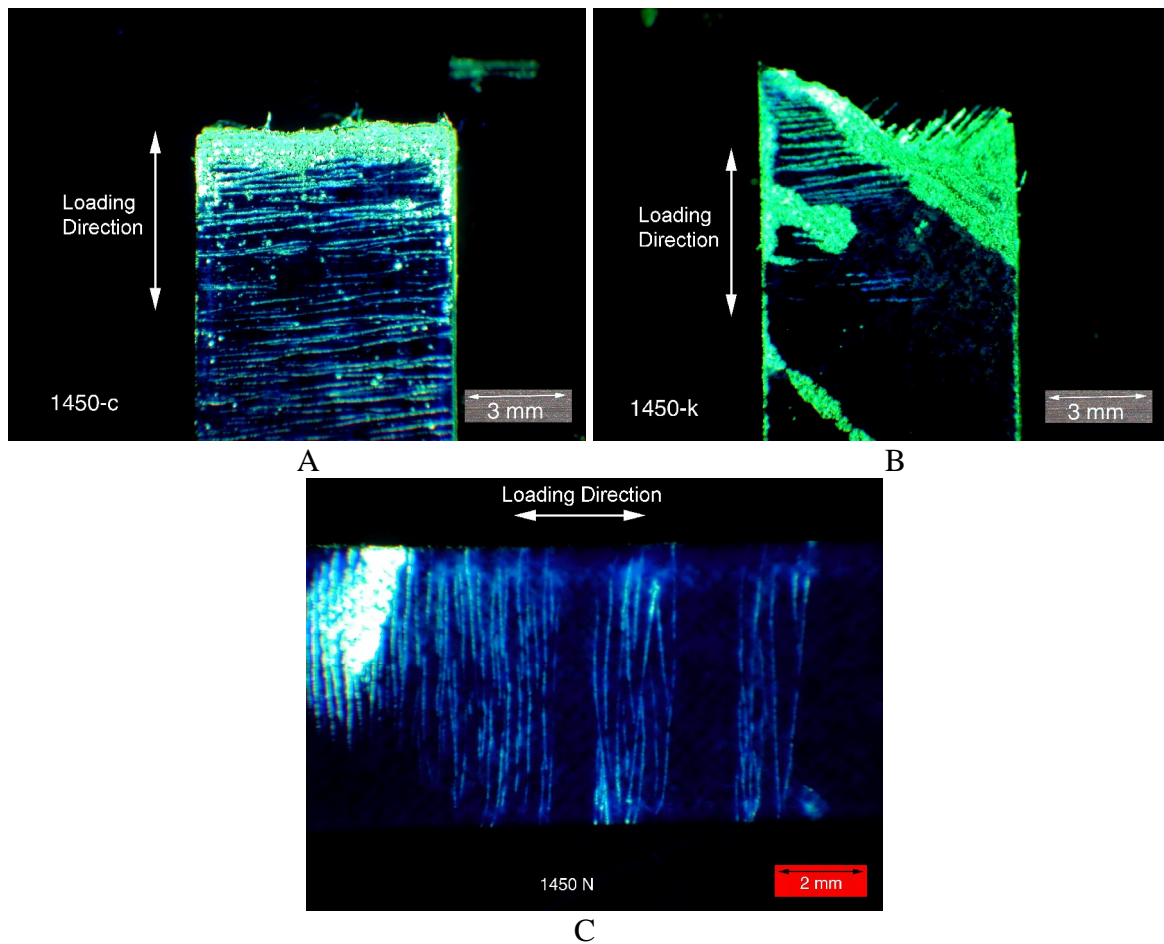 Loading
Direction
1450-c
3 mm
A
Loading
Direction
1450-k
3 mm
B
Loading Direction
1450 N
2 mm
C